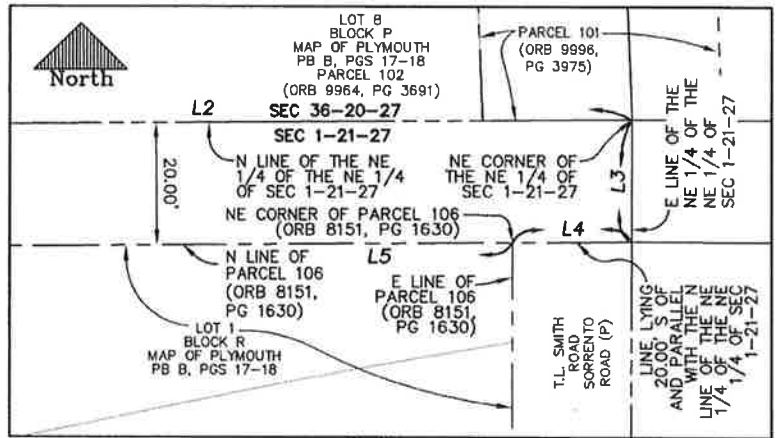 North
LOT 8
BLOCK P
MAP OF PLYMOUTH
PB B, PGS 17-18
PARCEL 102
(ORB 9964, PG 3691)
PARCEL 101
(ORB 9996,
PG 3975)
L2
SEC 36-20-27
SEC 1-21-27
20.00'
N LINE OF THE NE
1/4 OF THE NE 1/4
OF SEC 1-21-27
NE CORNER OF
THE NE 1/4 OF
SEC 1-21-27
L3
E LINE OF THE
NE 1/4 OF THE
NE 1/4 OF
SEC 1-21-27
NE CORNER OF PARCEL 106
(ORB 8151, PG 1630)
L4
L5
N LINE OF
PARCEL 106
(ORB 8151,
PG 1630)
E LINE OF
PARCEL 106
(ORB 8151,
PG 1630)
LOT 1
BLOCK R
MAP OF PLYMOUTH
PB B, PGS 17-18
T.L. SMITH
ROAD
SORRENTO
ROAD (P)
LINE LYING
20.00' S OF
AND PARALLEL
WITH THE N
LINE OF THE NE
1/4 OF THE NE
1/4 OF SEC
1-21-27